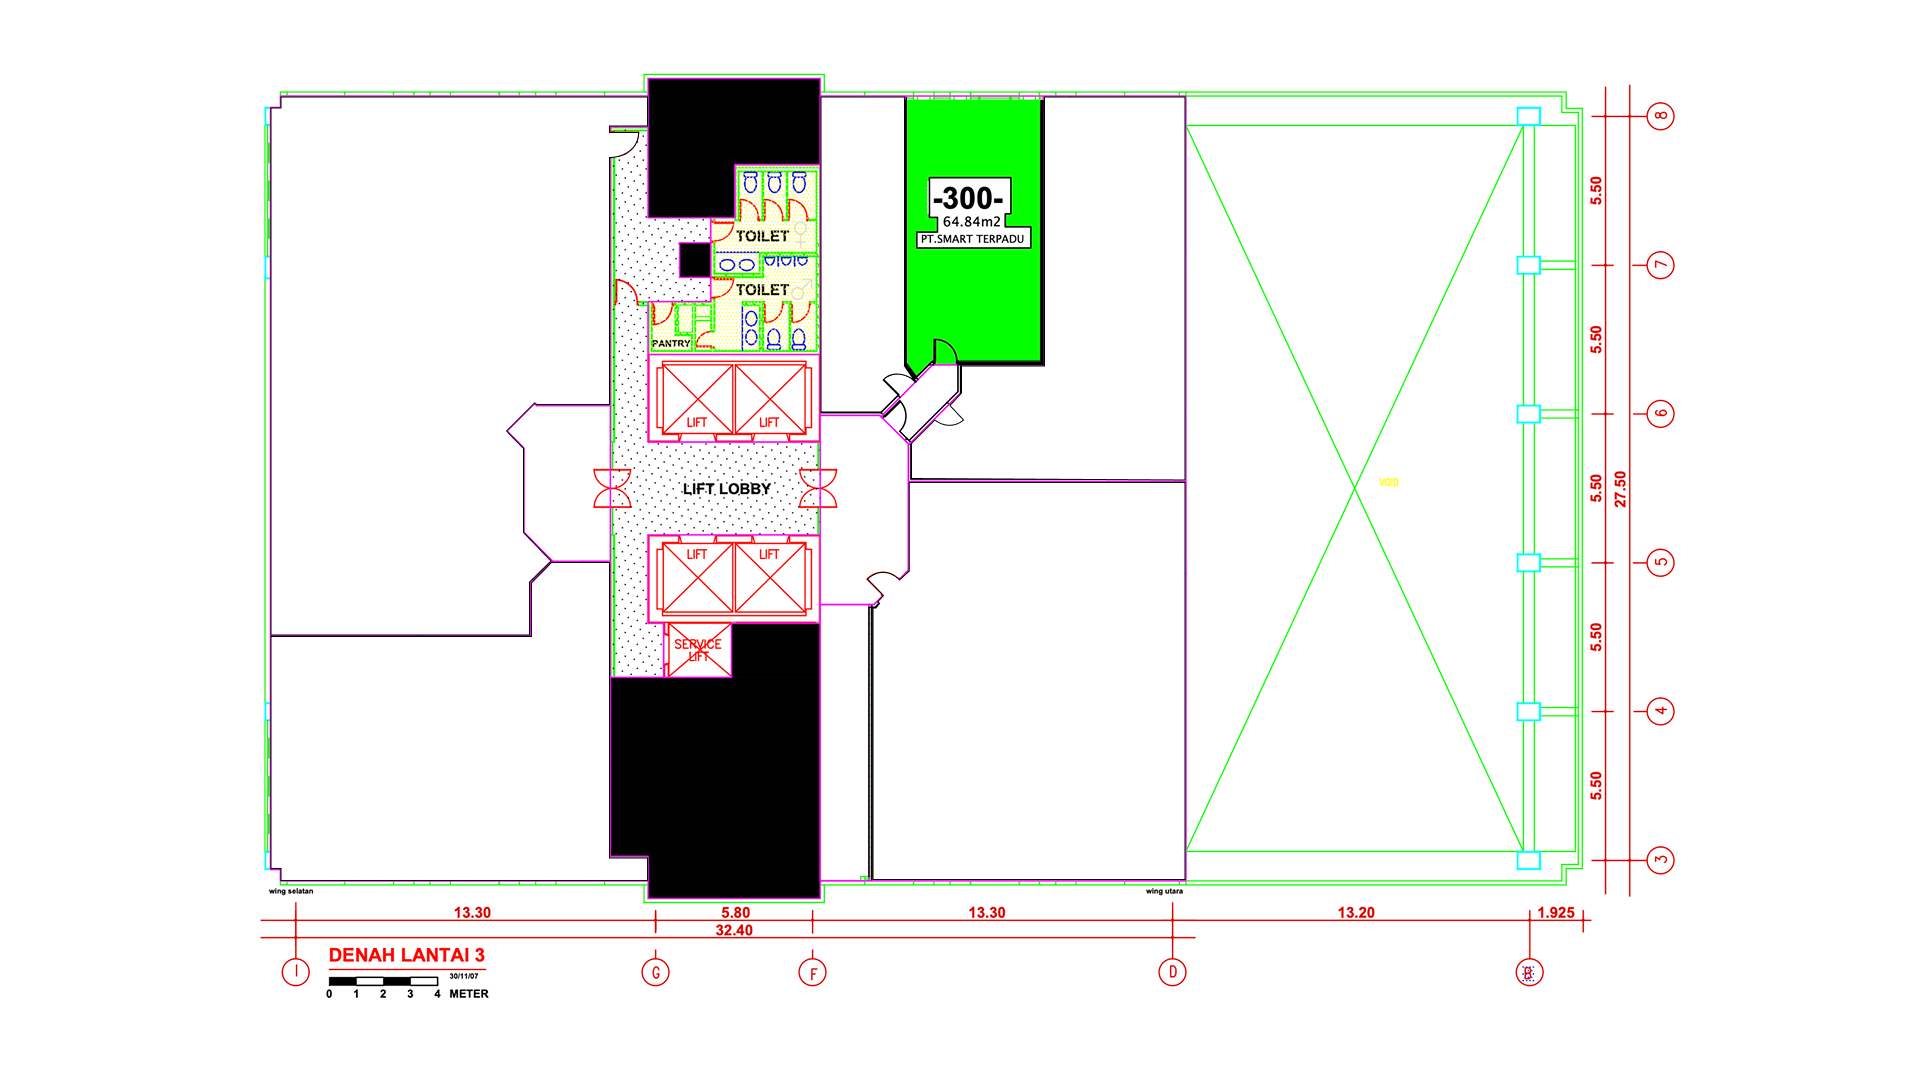 8
-300-
64.84m2
PT.SMART TERPADU
5.50
TOILET
7
TOILET
5.50
PANTRY
6
LIFT LIFT
VOID
5.50
27.50
LIFT LOBBY
LIFT LIFT
5
SERVICE
LIFT
5.50
4
5.50
3
wing selatan
wing utara
13.30 5.80 13.30 13.20 1.925
32.40
DENAH LANTAI 3
30/11/07
0 1 2 3 4 METER
I G F D B